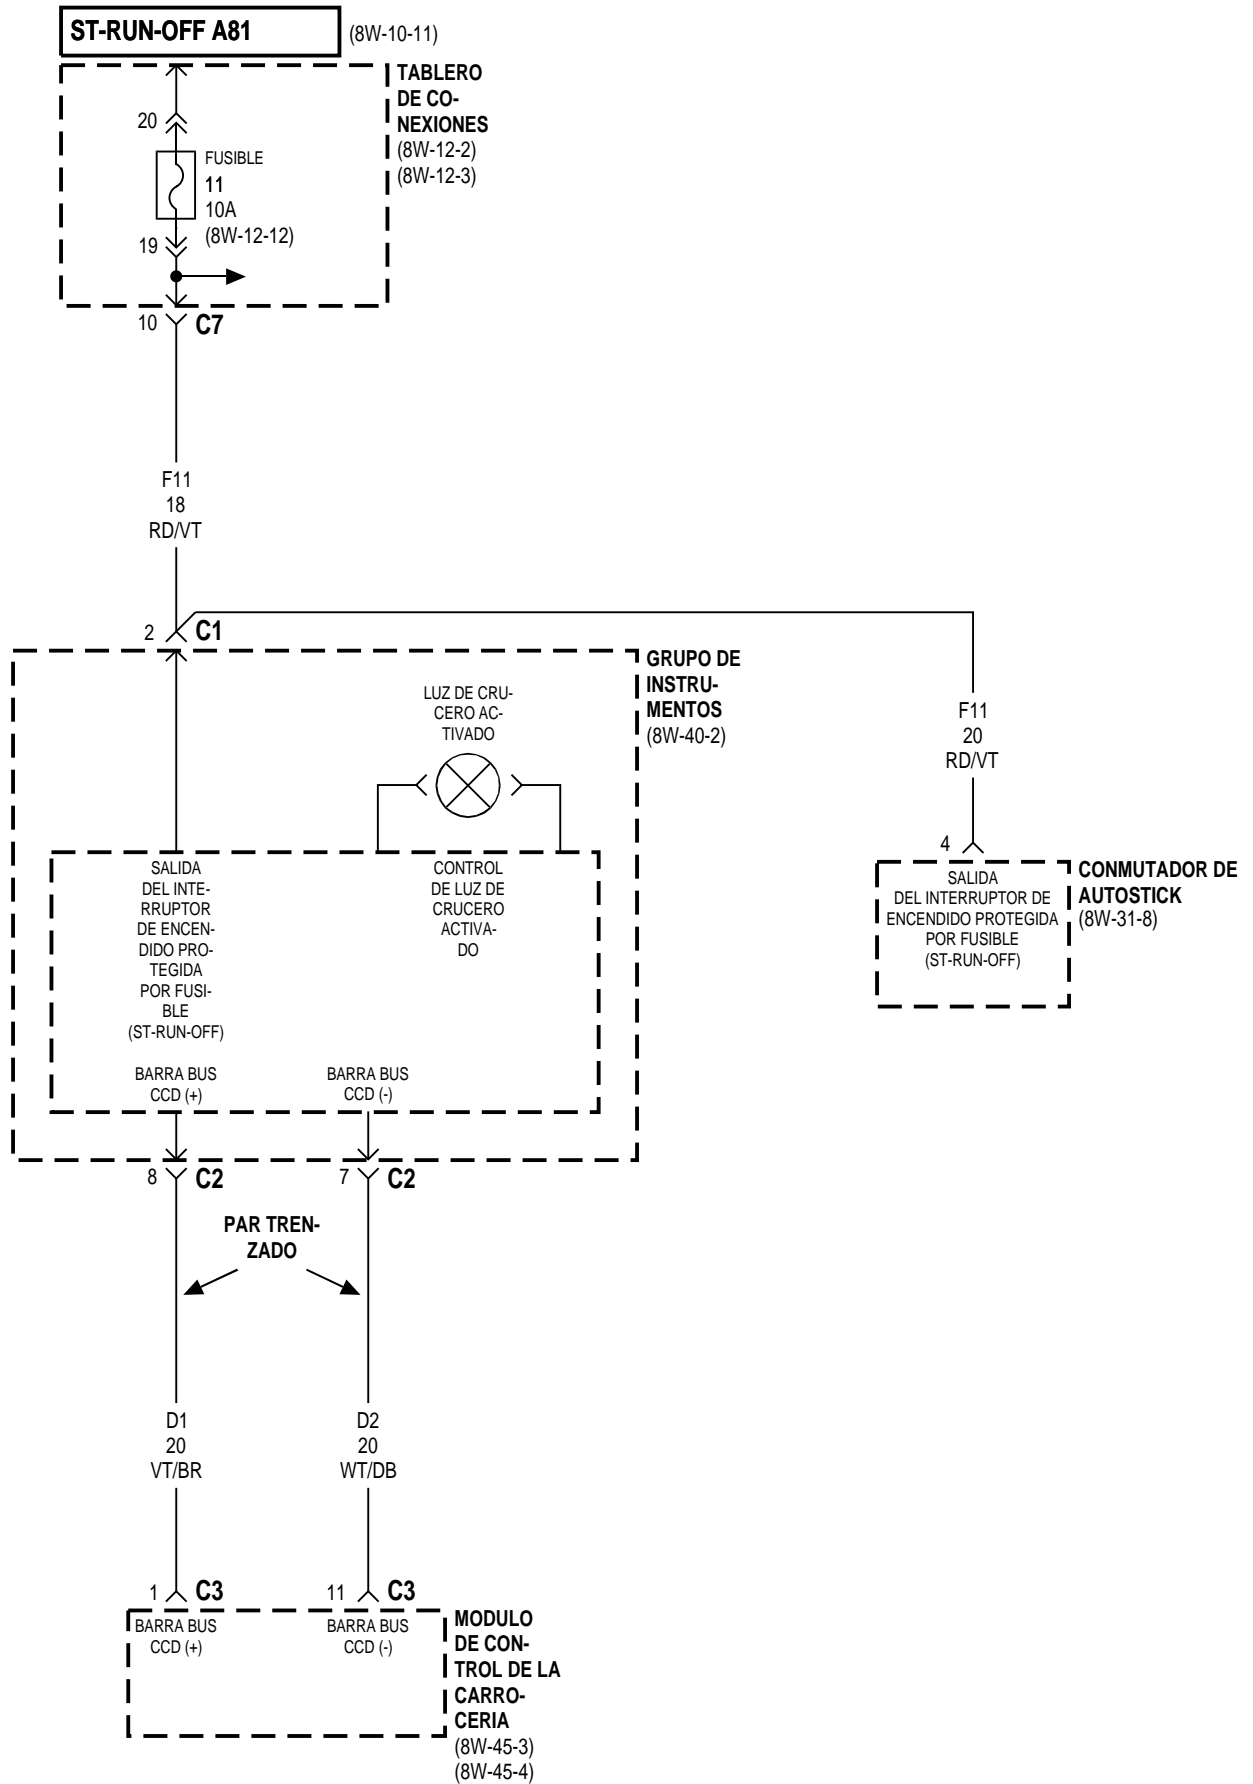 ST-RUN-OFF A81
(8W-10-11)
TABLERO
DE CO-
NEXIONES
(8W-12-2)
(8W-12-3)
20
FUSIBLE
11
10A
(8W-12-12)
19
10
C7
F11
18
RD/VT
2
C1
GRUPO DE
INSTRU-
MENTOS
(8W-40-2)
LUZ DE CRU-
CERO AC-
TIVADO
F11
20
RD/VT
4
CONMUTADOR DE
AUTOSTICK
(8W-31-8)
SALIDA
DEL INTERRUPTOR DE
ENCENDIDO PROTEGIDA
POR FUSIBLE
(ST-RUN-OFF)
SALIDA
DEL INTE-
RRUPTOR
DE ENCEN-
DIDO PRO-
TEGIDA
POR FUSI-
BLE
(ST-RUN-OFF)
CONTROL
DE LUZ DE
CRUCERO
ACTIVA-
DO
BARRA BUS
CCD (+)
BARRA BUS
CCD (-)
8
C2
7
C2
PAR TREN-
ZADO
D1
20
VT/BR
D2
20
WT/DB
1
C3
11
C3
BARRA BUS
CCD (+)
BARRA BUS
CCD (-)
MODULO
DE CON-
TROL DE LA
CARRO-
CERIA
(8W-45-3)
(8W-45-4)